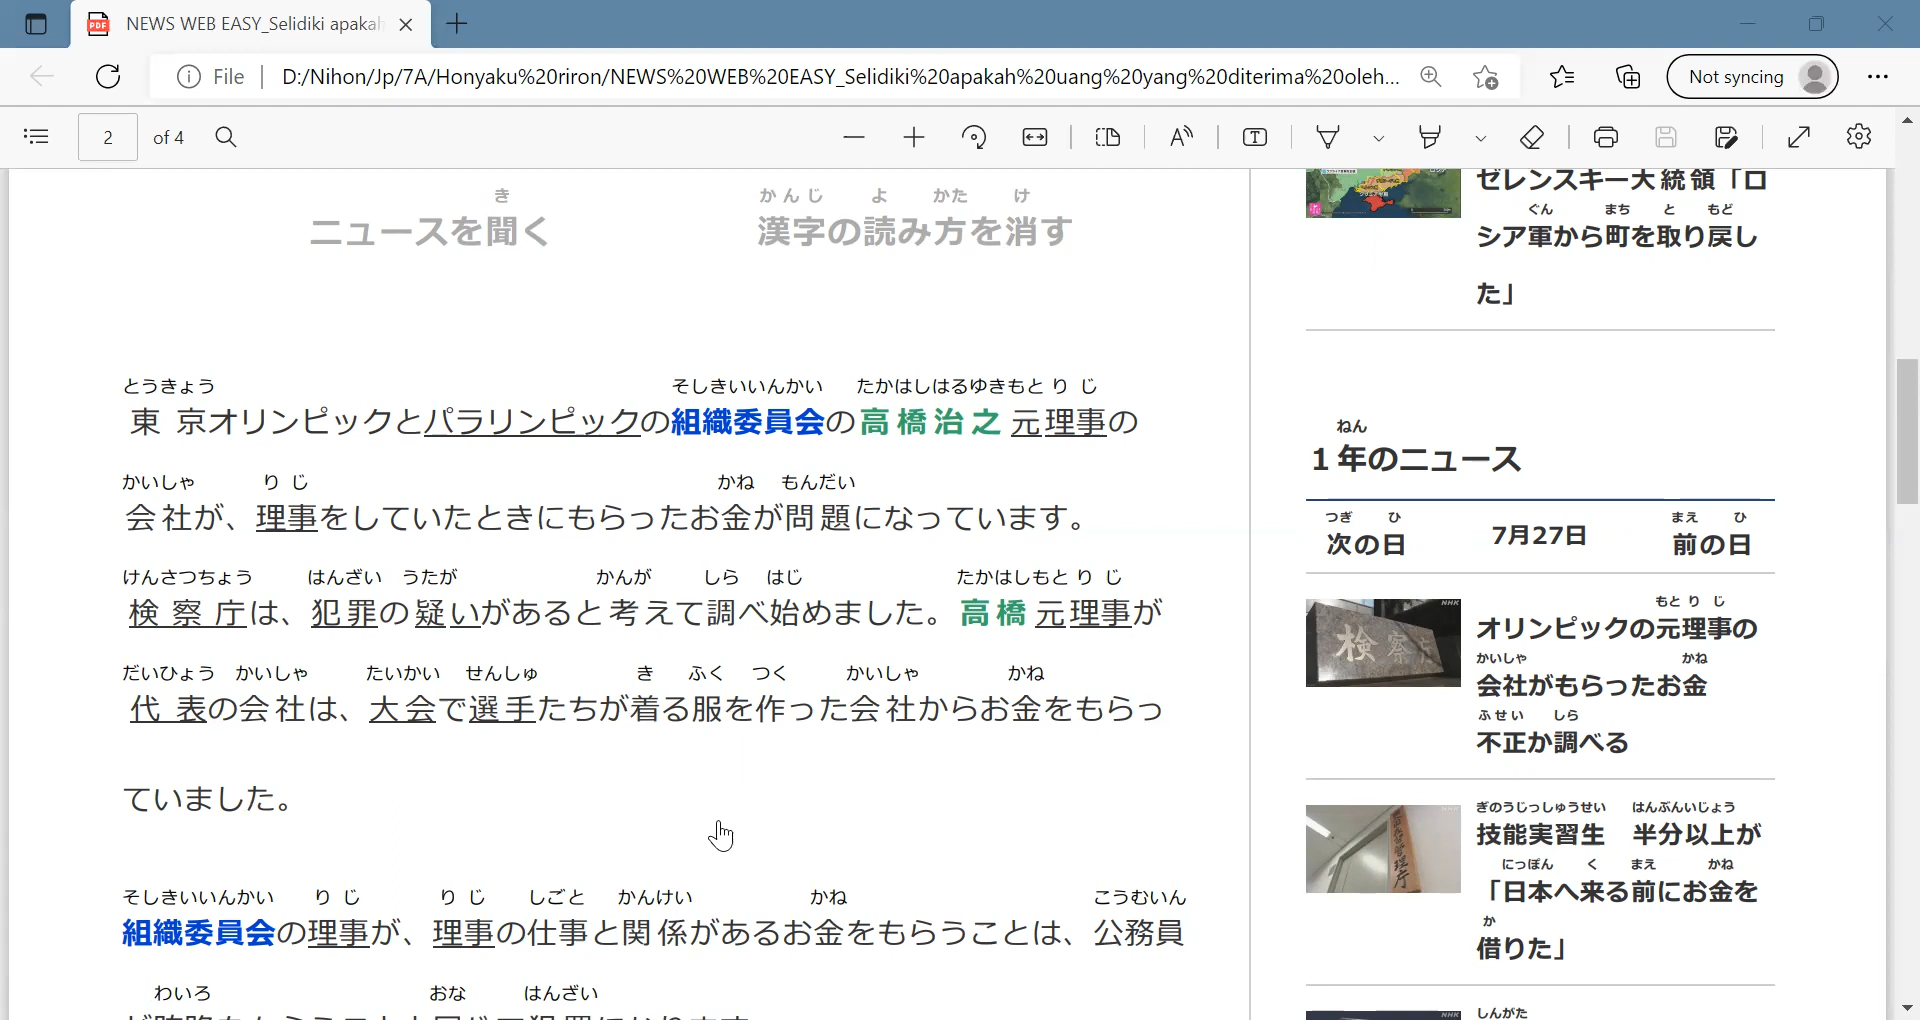 NEWS WEB EASY_Selidiki apakah
File
D:/Nihon/Jp/7A/Honyaku%20riron/NEWS%20WEB%20EASY_Selidiki%20apakah%20uang%20yang%20diterima%20oleh...
Not syncing
2 of 4
き
ニュースを聞く
かんじ よ かた け
漢字の読み方を消す
とうきょう そしきいいんかい たかはしはるゆきもとりじ
東京オリンピックとパラリンピックの組織委員会の高橋治之元理事の
かいしゃ りじ かね もんだい
会社が、理事をしていたときにもらったお金が問題になっています。
けんさつちょう はんざい うたが かんが しら はじ たかはしもとりじ
検察庁は、犯罪の疑いがあると考えて調べ始めました。高橋元理事が
だいひょう かいしゃ たいかい せんしゅ き ふく つく かいしゃ かね
代表の会社は、大会で選手たちが着る服を作った会社からお金をもらっ
ていました。
そしきいいんかい りじ りじ しごと かんけい かね こうむいん
組織委員会の理事が、理事の仕事と関係があるお金をもらうことは、公務員
わいろ おな はんざい
ゼレンスキー大統領「ロ
ぐん まち と もど
シア軍から町を取り戻し
た」
ねん
1年のニュース
つぎ ひ まえ ひ
次の日 7月27日 前の日
NHK
検察庁
もとりじ
オリンピックの元理事の
かいしゃ かね
会社がもらったお金
ふせい しら
不正か調べる
ぎのうじっしゅうせい はんぶんいじょう
技能実習生 半分以上が
にっぽん く まえ かね
「日本へ来る前にお金を
か
借りた」
NHK
しんがた